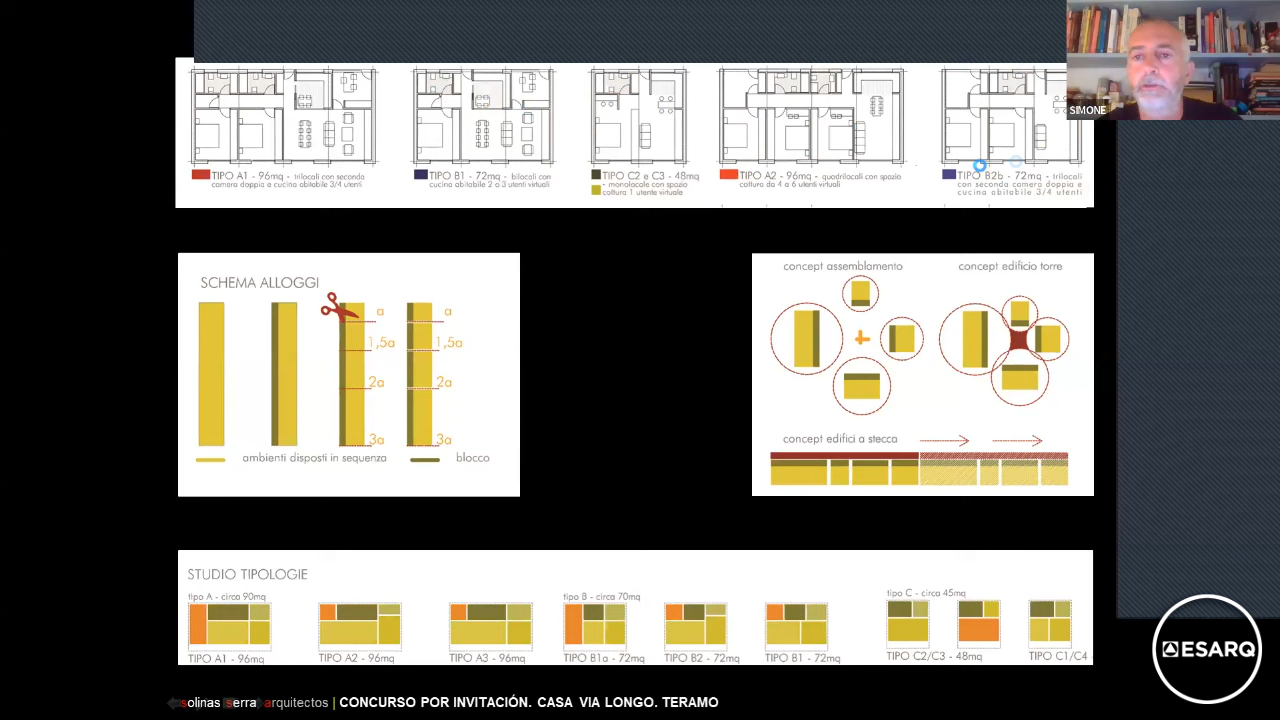 SIMONE
TIPO A1 - 96mq - trilocali con seconda
camera doppia e cucina abitabile 3/4 utenti
TIPO B1 - 72mq - bilocali con
cucina abitabile 2 o 3 utenti virtuali
TIPO C2 e C3 - 48mq
- monolocale con spazio
cottura 1 utente virtuale
TIPO A2 - 96mq - quadrilocali con spazio
cottura da 4 a 6 utenti virtuali
TIPO B2b - 72mq - trilocali
con seconda camera doppia e
cucina abitabile 3/4 utenti
SCHEMA ALLOGGI
a
1,5a
2a
3a
a
1,5a
2a
3a
ambienti disposti in sequenza
blocco
concept assemblamento
concept edificio torre
concept edifici a stecca
STUDIO TIPOLOGIE
tipo A - circa 90mq
tipo B - circa 70mq
tipo C - circa 45mq
TIPO A1 - 96mq
TIPO A2 - 96mq
TIPO A3 - 96mq
TIPO B1a - 72mq
TIPO B2 - 72mq
TIPO B1 - 72mq
TIPO C2/C3 - 48mq
TIPO C1/C4
ESARQ
solinas serra arquitectos | CONCURSO POR INVITACIÓN. CASA VIA LONGO. TERAMO